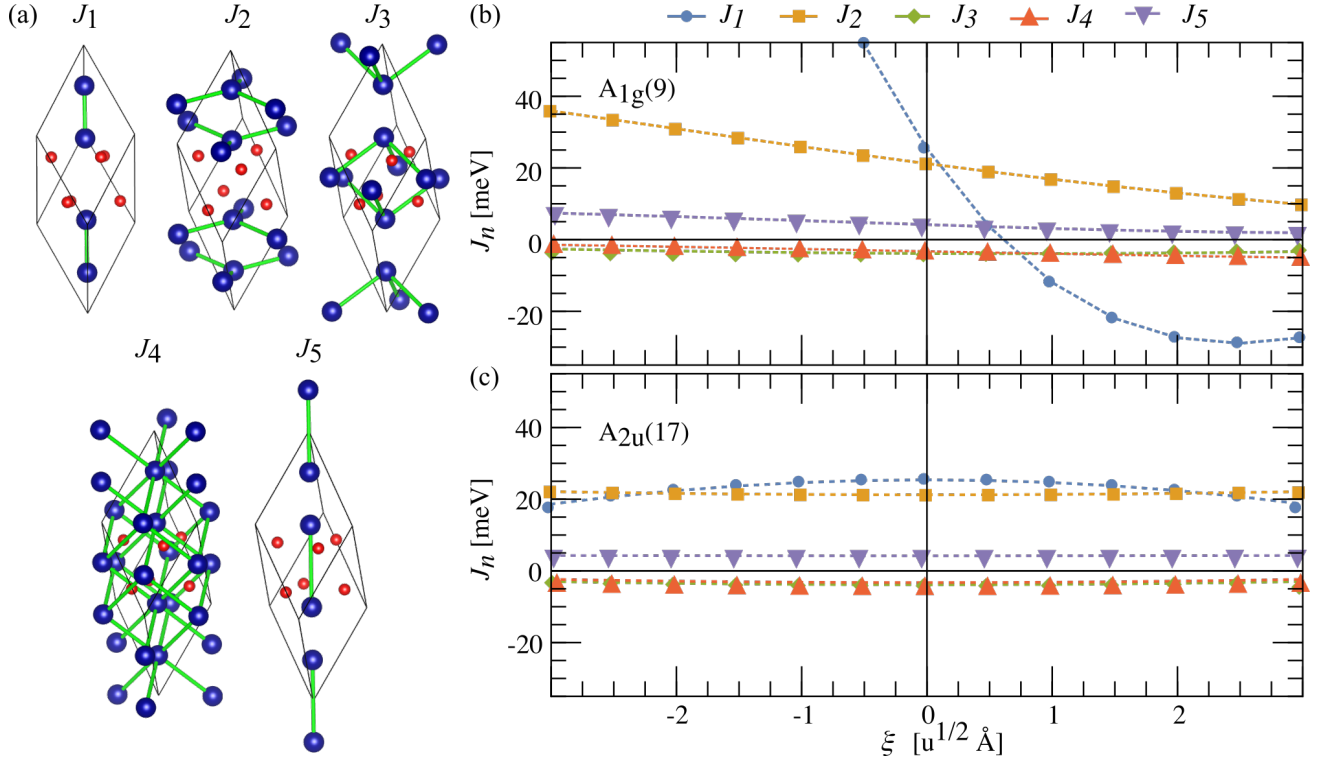 (a)
J1
J2
J3
J4
J5
(b)
J1 J2 J3 J4 J5
A1g(9)
Jn [meV]
40
20
0
-20
(c)
A2u(17)
Jn [meV]
40
20
0
-20
-2 -1 0 1 2
ξ [u1/2 Å]